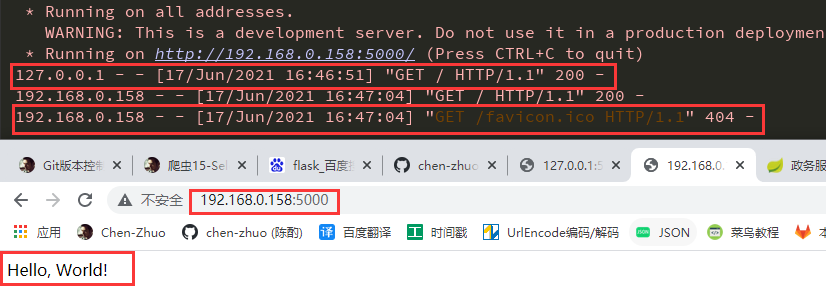 * Running on all addresses.
WARNING: This is a development server. Do not use it in a production deployment
* Running on http://192.168.0.158:5000/ (Press CTRL+C to quit)
127.0.0.1 - - [17/Jun/2021 16:46:51] "GET / HTTP/1.1" 200 -
192.168.0.158 - - [17/Jun/2021 16:47:04] "GET / HTTP/1.1" 200 -
192.168.0.158 - - [17/Jun/2021 16:47:04] "GET /favicon.ico HTTP/1.1" 404 -
Git版本控制 爬虫15-Sel flask_百度 chen-zhuo 127.0.0.1:5 192.168.0. 政务服
不安全 192.168.0.158:5000
应用 Chen-Zhuo chen-zhuo (陈酌) 译 百度翻译 工 时间戳 UrlEncode编码/解码 JSON 菜鸟教程
Hello, World!